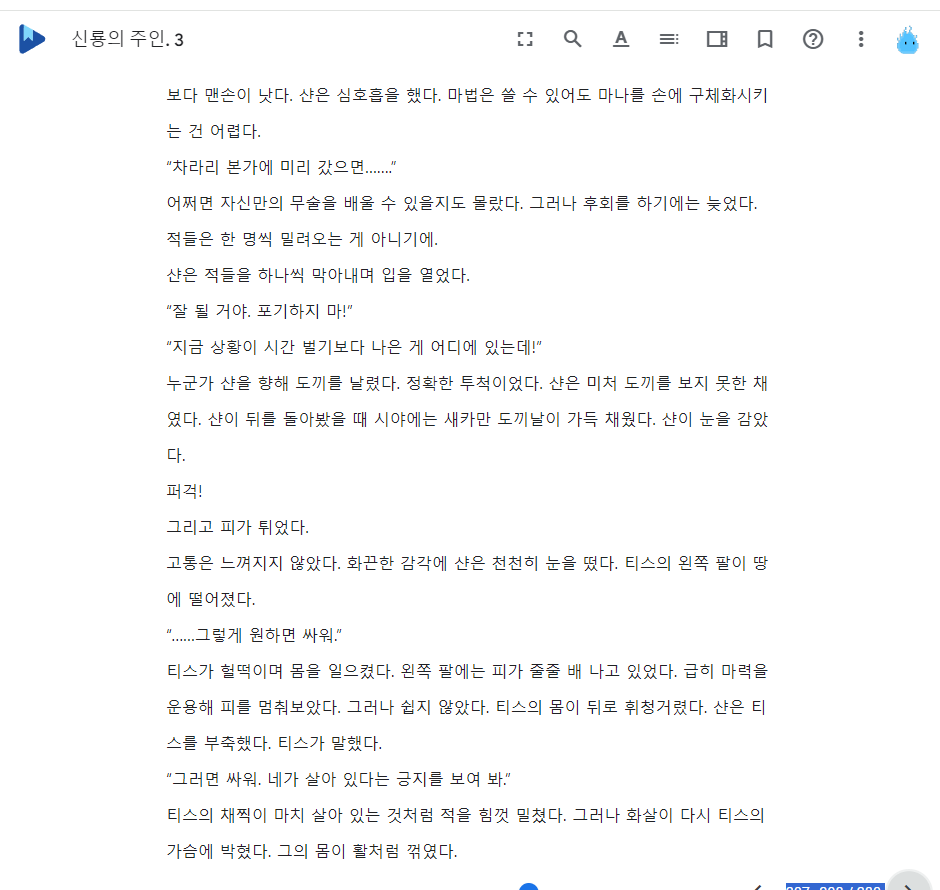 신룡의 주인. 3
보다 맨손이 낫다. 샨은 심호흡을 했다. 마법은 쓸 수 있어도 마나를 손에 구체화시키
는 건 어렵다.
“차라리 본가에 미리 갔으면…….”
어쩌면 자신만의 무술을 배울 수 있을지도 몰랐다. 그러나 후회를 하기에는 늦었다.
적들은 한 명씩 밀려오는 게 아니기에.
샨은 적들을 하나씩 막아내며 입을 열었다.
“잘 될 거야. 포기하지 마!”
“지금 상황이 시간 벌기보다 나은 게 어디에 있는데!”
누군가 샨을 향해 도끼를 날렸다. 정확한 투척이었다. 샨은 미처 도끼를 보지 못한 채
였다. 샨이 뒤를 돌아봤을 때 시야에는 새카만 도끼날이 가득 채웠다. 샨이 눈을 감았
다.
퍼걱!
그리고 피가 튀었다.
고통은 느껴지지 않았다. 화끈한 감각에 샨은 천천히 눈을 떴다. 티스의 왼쪽 팔이 땅
에 떨어졌다.
“……그렇게 원하면 싸워.”
티스가 헐떡이며 몸을 일으켰다. 왼쪽 팔에는 피가 줄줄 배 나고 있었다. 급히 마력을
운용해 피를 멈춰보았다. 그러나 쉽지 않았다. 티스의 몸이 뒤로 휘청거렸다. 샨은 티
스를 부축했다. 티스가 말했다.
“그러면 싸워. 네가 살아 있다는 긍지를 보여 봐.”
티스의 채찍이 마치 살아 있는 것처럼 적을 힘껏 밀쳤다. 그러나 화살이 다시 티스의
가슴에 박혔다. 그의 몸이 활처럼 꺾였다.